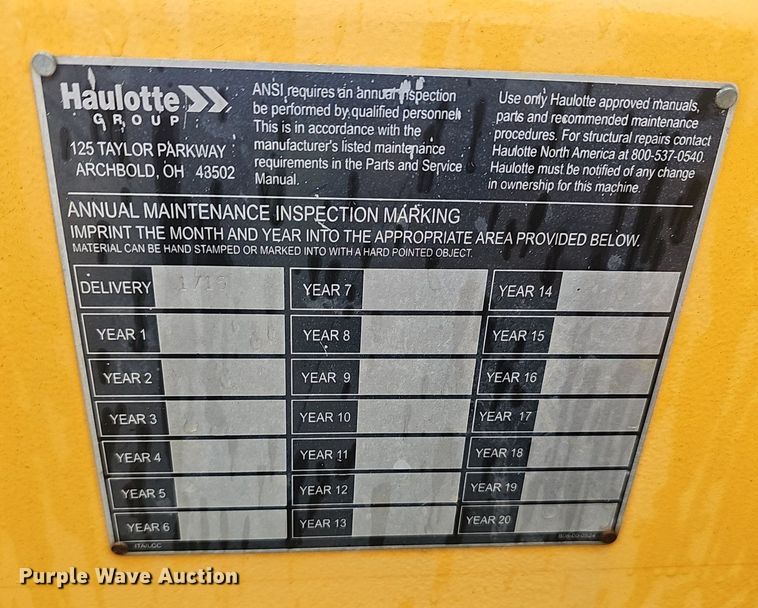 Haulotte
GROUP
125 TAYLOR PARKWAY
ARCHBOLD, OH 43502
ANSI requires an annual inspection
be performed by qualified personnel.
This is in accordance with the
manufacturer's listed maintenance
requirements in the Parts and Service
Manual.
Use only Haulotte approved manuals,
parts and recommended maintenance
procedures. For structural repairs contact
Haulotte North America at 800-537-0540.
Haulotte must be notified of any change
in ownership for this machine.
ANNUAL MAINTENANCE INSPECTION MARKING
IMPRINT THE MONTH AND YEAR INTO THE APPROPRIATE AREA PROVIDED BELOW.
MATERIAL CAN BE HAND STAMPED OR MARKED INTO WITH A HARD POINTED OBJECT.
DELIVERY 1/15
YEAR 1
YEAR 2
YEAR 3
YEAR 4
YEAR 5
YEAR 6
YEAR 7
YEAR 8
YEAR 9
YEAR 10
YEAR 11
YEAR 12
YEAR 13
YEAR 14
YEAR 15
YEAR 16
YEAR 17
YEAR 18
YEAR 19
YEAR 20
Purple Wave Auction